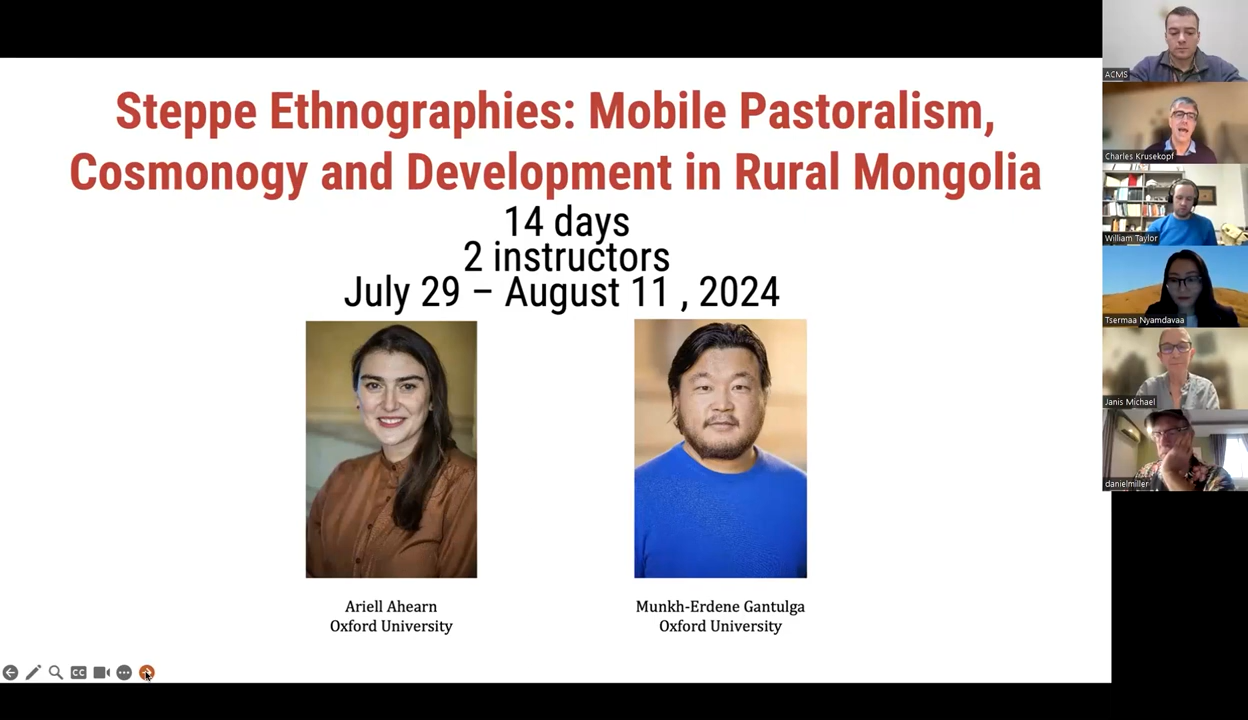 Steppe Ethnographies: Mobile Pastoralism,
Cosmonogy and Development in Rural Mongolia
14 days
2 instructors
July 29 – August 11 , 2024
Ariell Ahearn
Oxford University
Munkh-Erdene Gantulga
Oxford University
ACMS
Charles Krusekopf
William Taylor
Tsermaa Nyamdavaa
Janis Michael
danielmiller
CC